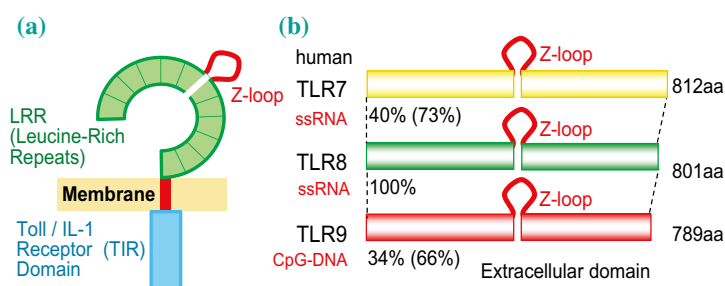 (a)
Z-loop
LRR
(Leucine-Rich
Repeats)
Membrane
Toll / IL-1
Receptor (TIR)
Domain
(b)
human
Z-loop
TLR7
812aa
ssRNA
40% (73%)
Z-loop
TLR8
801aa
ssRNA
100%
Z-loop
TLR9
789aa
CpG-DNA
34% (66%)
Extracellular domain